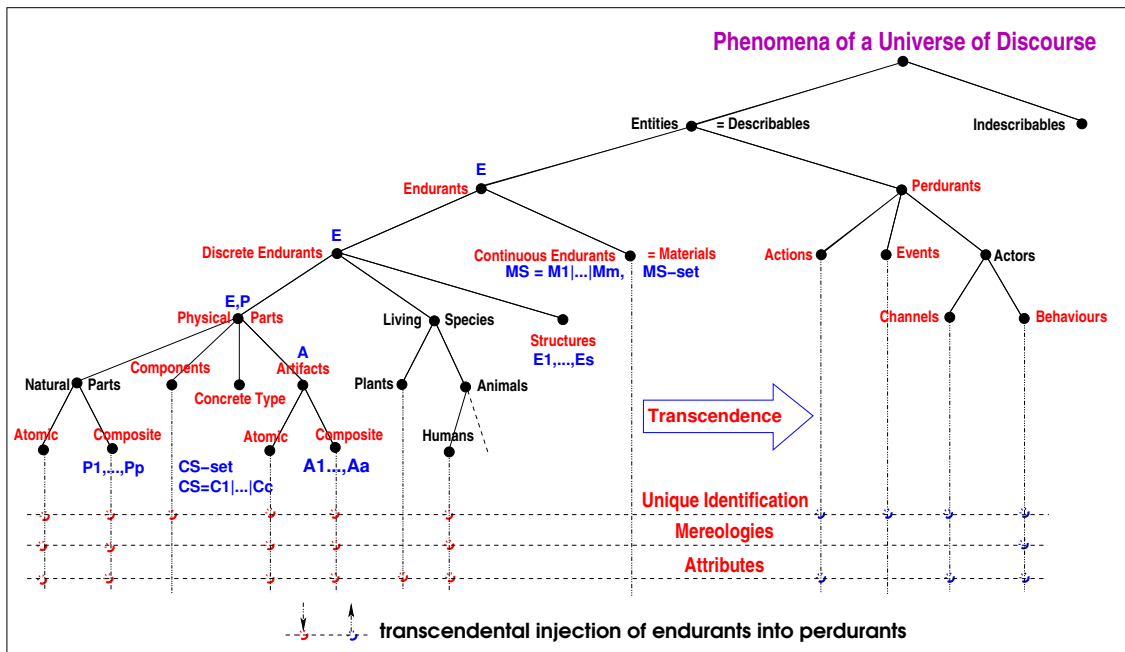 Phenomena of a Universe of Discourse
Entities = Describables
Indescribables
E
Endurants
Perdurants
E
Discrete Endurants
Continuous Endurants = Materials
MS = M1|...|Mm, MS-set
Actions
Events
Actors
E,P
Physical Parts
Living Species
Structures
E1,...,Es
Channels
Behaviours
A
Components
Artifacts
Natural Parts
Concrete Type
Plants
Animals
Transcendence
Atomic
Composite
Atomic
Composite
Humans
P1,...,Pp
CS-set
CS=C1|...|Cc
A1...,Aa
Unique Identification
Mereologies
Attributes
transcendental injection of endurants into perdurants